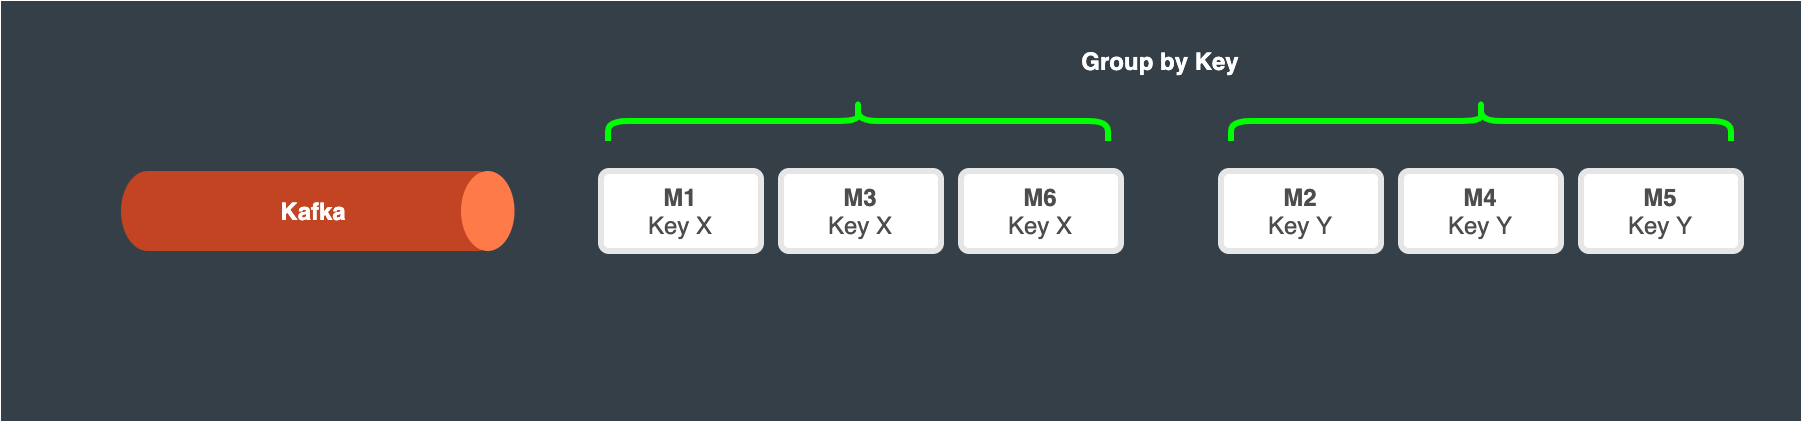 Group by Key
Kafka
M1
Key X
M3
Key X
M6
Key X
M2
Key Y
M4
Key Y
M5
Key Y